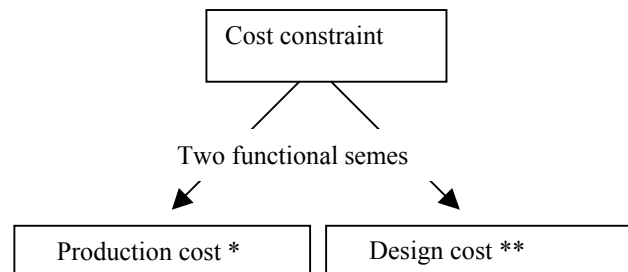 Cost constraint
Two functional semes
Production cost *
Design cost **